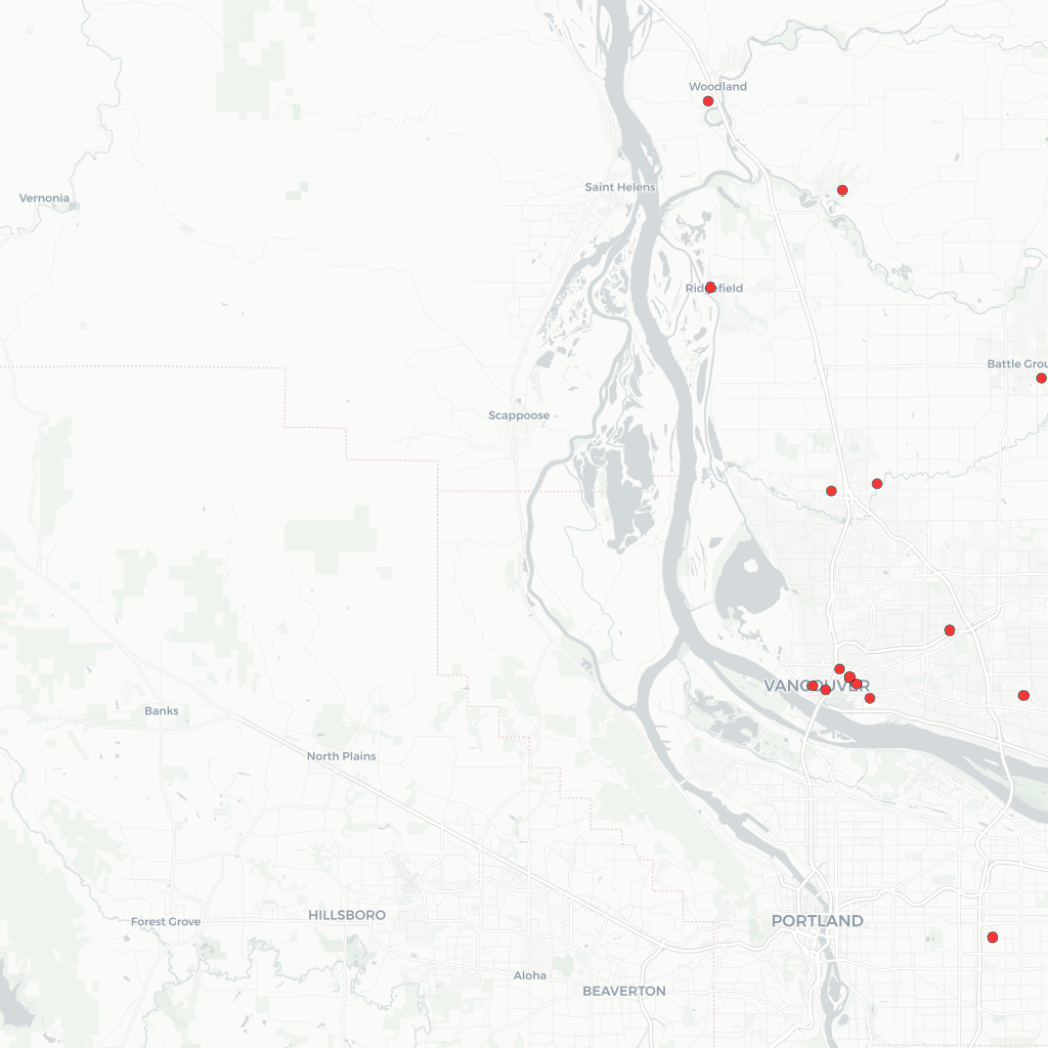 Woodland
Saint Helens
Vernonia
Ridgefield
Battle Grou
Scappoose
VANCOUVER
Banks
North Plains
HILLSBORO
PORTLAND
Forest Grove
Aloha
BEAVERTON